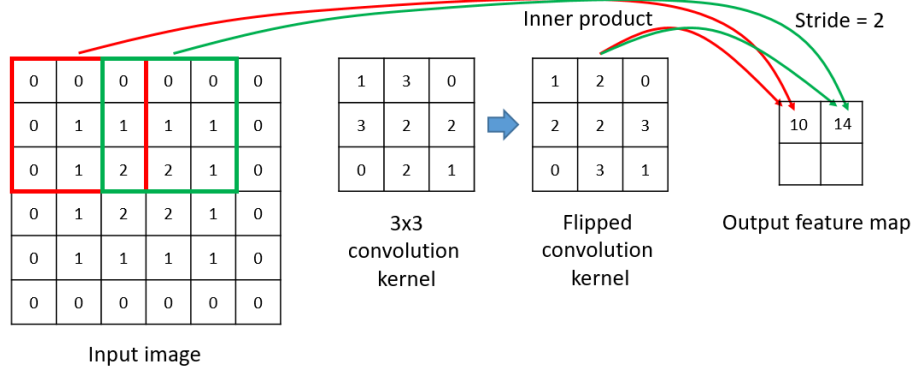 Inner product
Stride = 2
0 0 0 0 0 0
0 1 1 1 1 0
0 1 2 2 1 0
0 1 2 2 1 0
0 1 1 1 1 0
0 0 0 0 0 0
Input image
1 3 0
3 2 2
0 2 1
3x3
convolution
kernel
1 2 0
2 2 3
0 3 1
Flipped
convolution
kernel
10 14
Output feature map